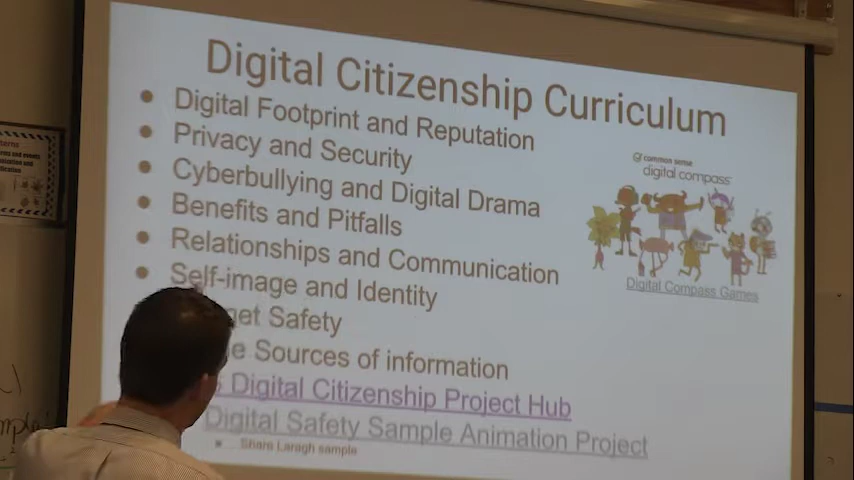 Digital Citizenship Curriculum
• Digital Footprint and Reputation
• Privacy and Security
• Cyberbullying and Digital Drama
• Benefits and Pitfalls
• Relationships and Communication
• Self-image and Identity
get Safety
e Sources of information
Digital Citizenship Project Hub
Digital Safety Sample Animation Project
Share Laragh sample
common sense
digital compass
Digital Compass Games